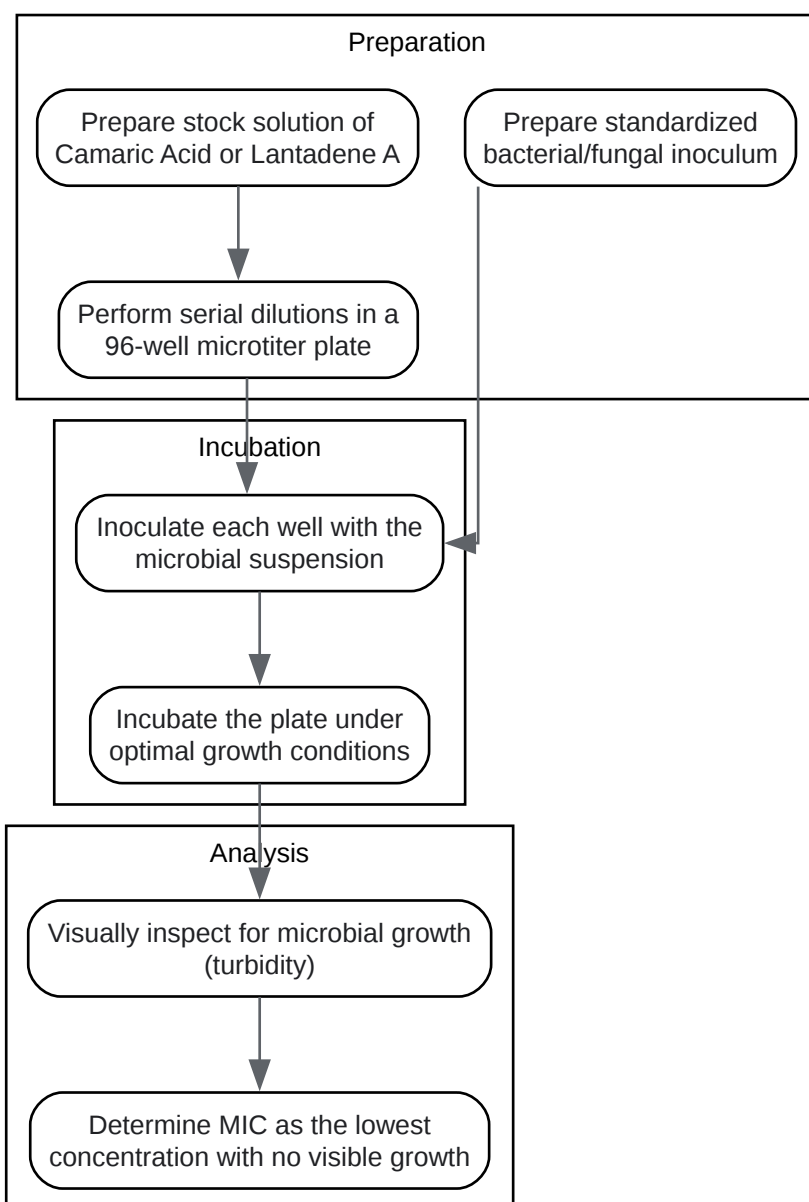 Preparation
Prepare stock solution of
Camaric Acid or Lantadene A
Prepare standardized
bacterial/fungal inoculum
Perform serial dilutions in a
96-well microtiter plate
Incubation
Inoculate each well with the
microbial suspension
Incubate the plate under
optimal growth conditions
Analysis
Visually inspect for microbial growth
(turbidity)
Determine MIC as the lowest
concentration with no visible growth